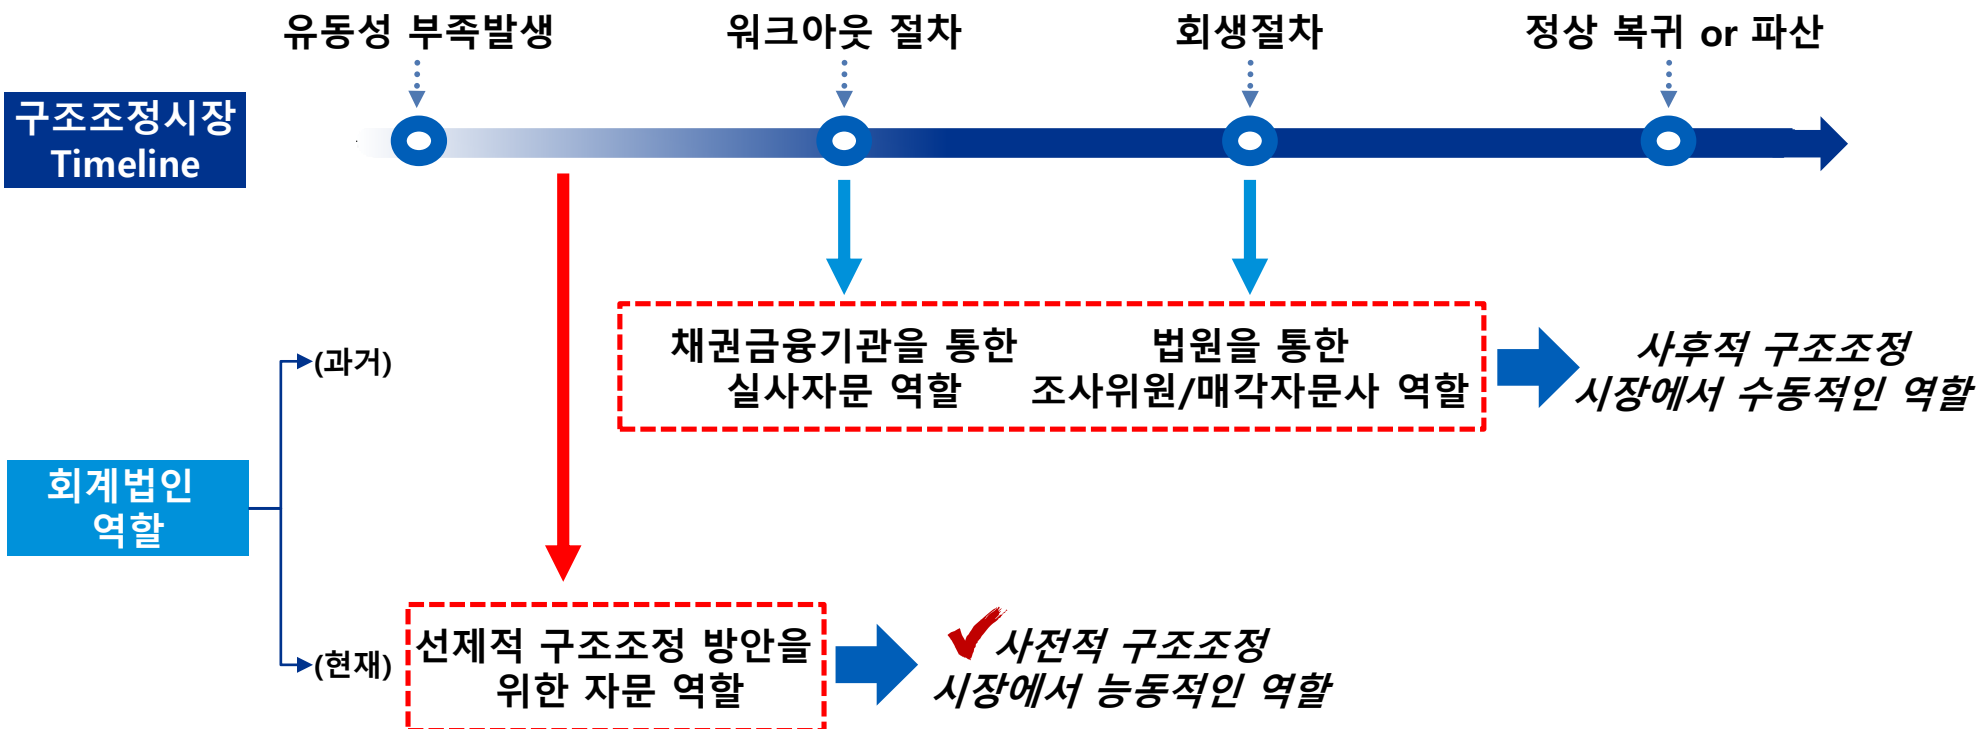 유동성 부족발생
워크아웃 절차
회생절차
정상 복귀 or 파산
구조조정시장
Timeline
회계법인
역할
(과거)
채권금융기관을 통한
실사자문 역할
법원을 통한
조사위원/매각자문사 역할
사후적 구조조정
시장에서 수동적인 역할
(현재)
선제적 구조조정 방안을
위한 자문 역할
사전적 구조조정
시장에서 능동적인 역할